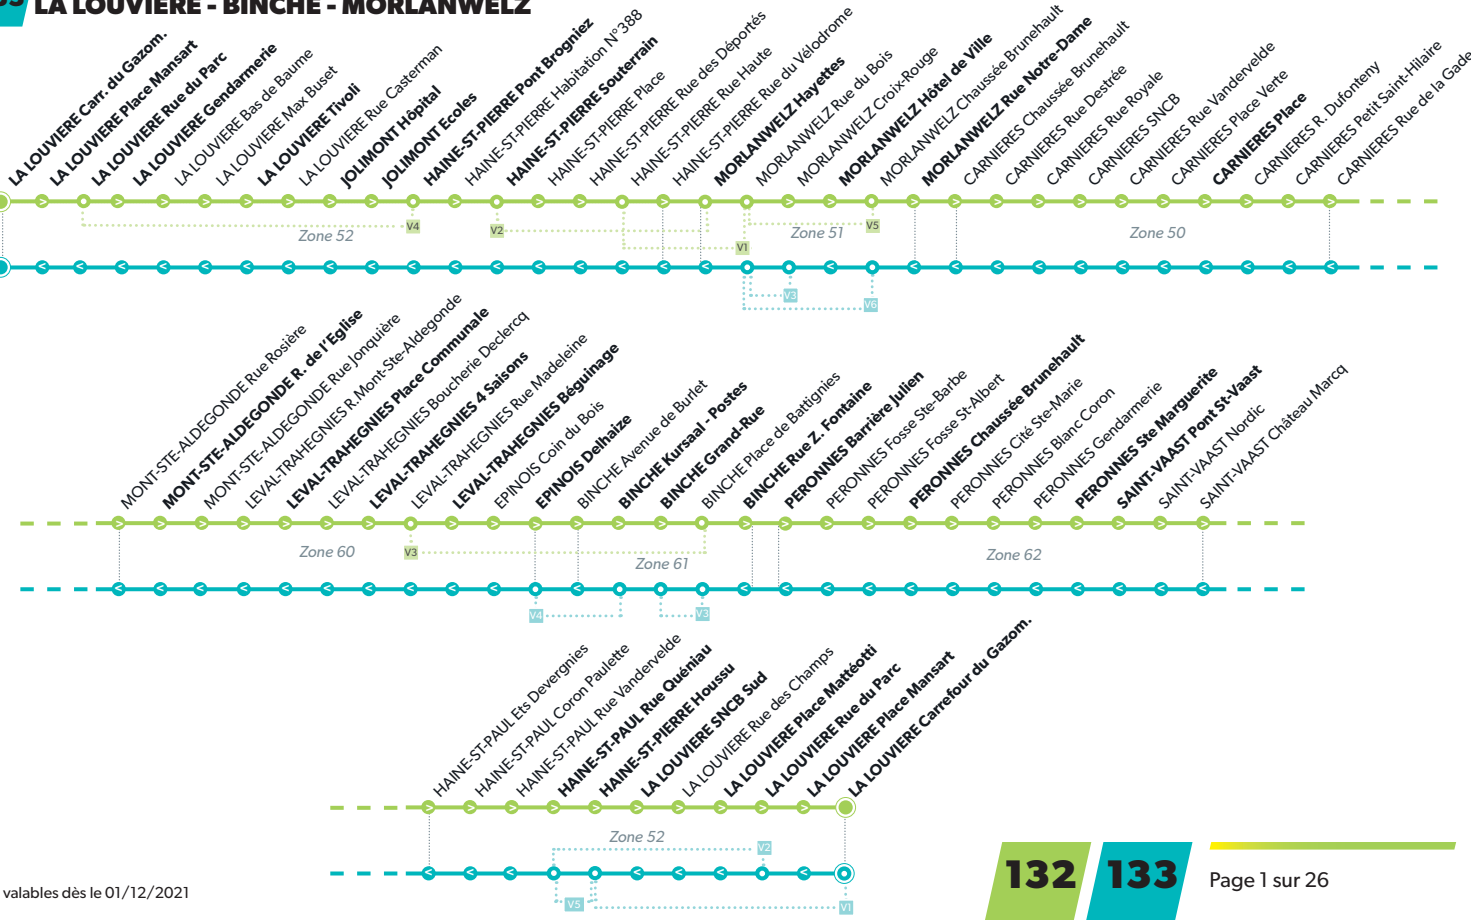 LA LOUVIERE - BINCHE - MORLANWELZ
LA LOUVIERE Carr. du Gazom.
LA LOUVIERE Place Mansart
LA LOUVIERE Rue du Parc
LA LOUVIERE Gendarmerie
LA LOUVIERE Bas de Baume
LA LOUVIERE Max Buset
LA LOUVIERE Tivoli
LA LOUVIERE Rue Casterman
JOLIMONT Hôpital
JOLIMONT Ecoles
HAINE-ST-PIERRE Pont Brogniez
HAINE-ST-PIERRE Habitation N°388
HAINE-ST-PIERRE Souterrain
HAINE-ST-PIERRE Place
HAINE-ST-PIERRE Rue des Déportés
HAINE-ST-PIERRE Rue Haute
HAINE-ST-PIERRE Rue du Vélodrome
MORLANWELZ Hayettes
MORLANWELZ Rue du Bois
MORLANWELZ Croix-Rouge
MORLANWELZ Hôtel de Ville
MORLANWELZ Chaussée Brunehault
MORLANWELZ Rue Notre-Dame
CARNIERES Chaussée Brunehault
CARNIERES Rue Destrée
CARNIERES Rue Royale
CARNIERES SNCB
CARNIERES Rue Vandervelde
CARNIERES Place Verte
CARNIERES Place
CARNIERES R. Dufonteny
CARNIERES Petit Saint-Hilaire
CARNIERES Rue de la Gade
V4
V2
V1
V5
Zone 52
Zone 51
Zone 50
V3
V6
MONT-STE-ALDEGONDE Rue Rosière
MONT-STE-ALDEGONDE R. de l'Eglise
MONT-STE-ALDEGONDE Rue Jonquière
LEVAL-TRAHEGNIES R.Mont-Ste-Aldegonde
LEVAL-TRAHEGNIES Place Communale
LEVAL-TRAHEGNIES Boucherie Declercq
LEVAL-TRAHEGNIES 4 Saisons
LEVAL-TRAHEGNIES Rue Madeleine
LEVAL-TRAHEGNIES Béguinage
EPINOIS Coin du Bois
EPINOIS Delhaize
BINCHE Avenue de Burlet
BINCHE Kursaal - Postes
BINCHE Grand-Rue
BINCHE Place de Battignies
BINCHE Rue Z. Fontaine
PERONNES Barrière Julien
PERONNES Fosse Ste-Barbe
PERONNES Fosse St-Albert
PERONNES Chaussée Brunehault
PERONNES Cité Ste-Marie
PERONNES Blanc Coron
PERONNES Gendarmerie
PERONNES Ste Marguerite
SAINT-VAAST Pont St-Vaast
SAINT-VAAST Nordic
SAINT-VAAST Château Marcq
Zone 60
V3
Zone 61
Zone 62
V4
V3
HAINE-ST-PAUL Ets Devergnies
HAINE-ST-PAUL Coron Paulette
HAINE-ST-PAUL Rue Vandervelde
HAINE-ST-PAUL Rue Quéniau
HAINE-ST-PIERRE Houssu
LA LOUVIERE SNCB Sud
LA LOUVIERE Rue des Champs
LA LOUVIERE Place Mattéotti
LA LOUVIERE Rue du Parc
LA LOUVIERE Place Mansart
LA LOUVIERE Carrefour du Gazom.
Zone 52
V2
V5
V1
valables dès le 01/12/2021
132 133 Page 1 sur 26